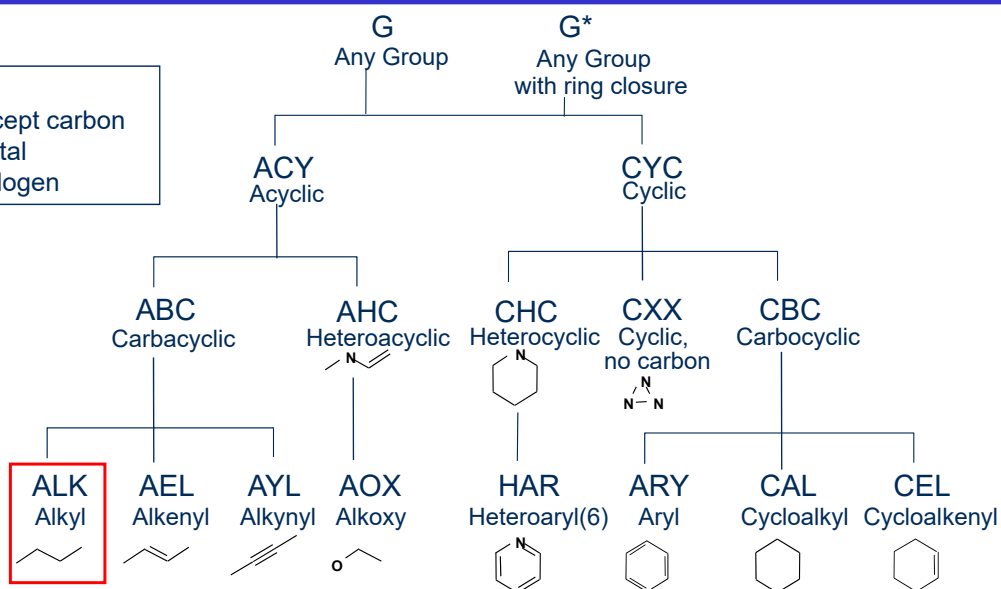 G
G*
Any Group
Any Group
with ring closure
cept carbon
tal
logen
ACY
Acyclic
CYC
Cyclic
ABC
Carbacyclic
AHC
Heteroacyclic
CHC
Heterocyclic
CXX
Cyclic,
no carbon
CBC
Carbocyclic
N
N
N
N N
ALK
Alkyl
AEL
Alkenyl
AYL
Alkynyl
AOX
Alkoxy
HAR
Heteroaryl(6)
ARY
Aryl
CAL
Cycloalkyl
CEL
Cycloalkenyl
O
N